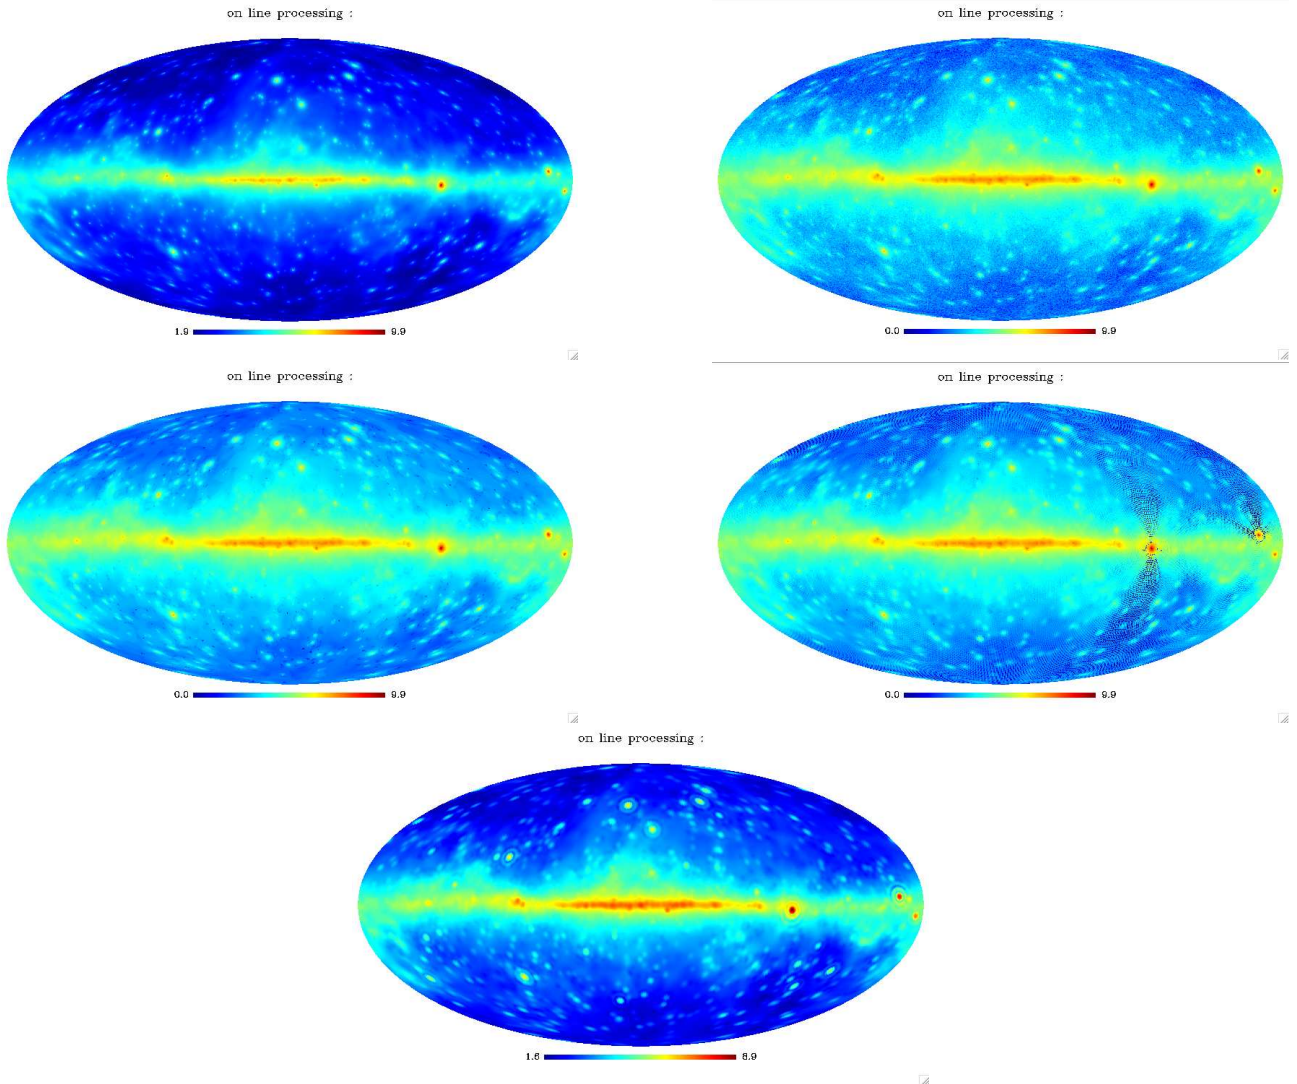 on line processing :
on line processing :
1.9 9.9
0.0 9.9
on line processing :
on line processing :
0.0 9.9
0.0 9.9
on line processing :
1.6 8.9